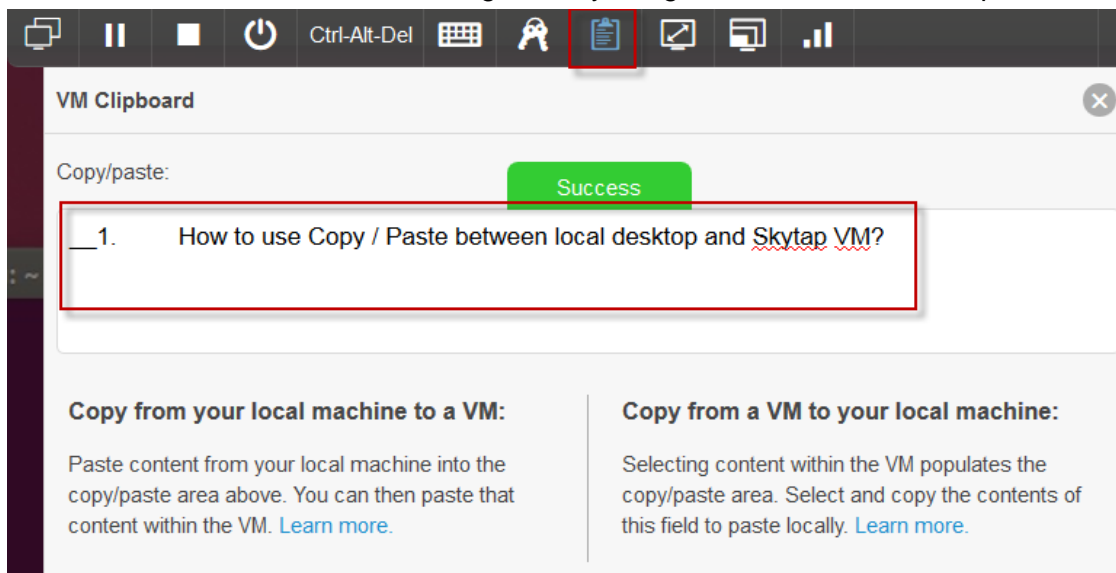 Ctrl-Alt-Del
VM Clipboard
Copy/paste:
Success
__1. How to use Copy / Paste between local desktop and Skytap VM?
: ~
Copy from your local machine to a VM:
Paste content from your local machine into the
copy/paste area above. You can then paste that
content within the VM. Learn more.
Copy from a VM to your local machine:
Selecting content within the VM populates the
copy/paste area. Select and copy the contents of
this field to paste locally. Learn more.